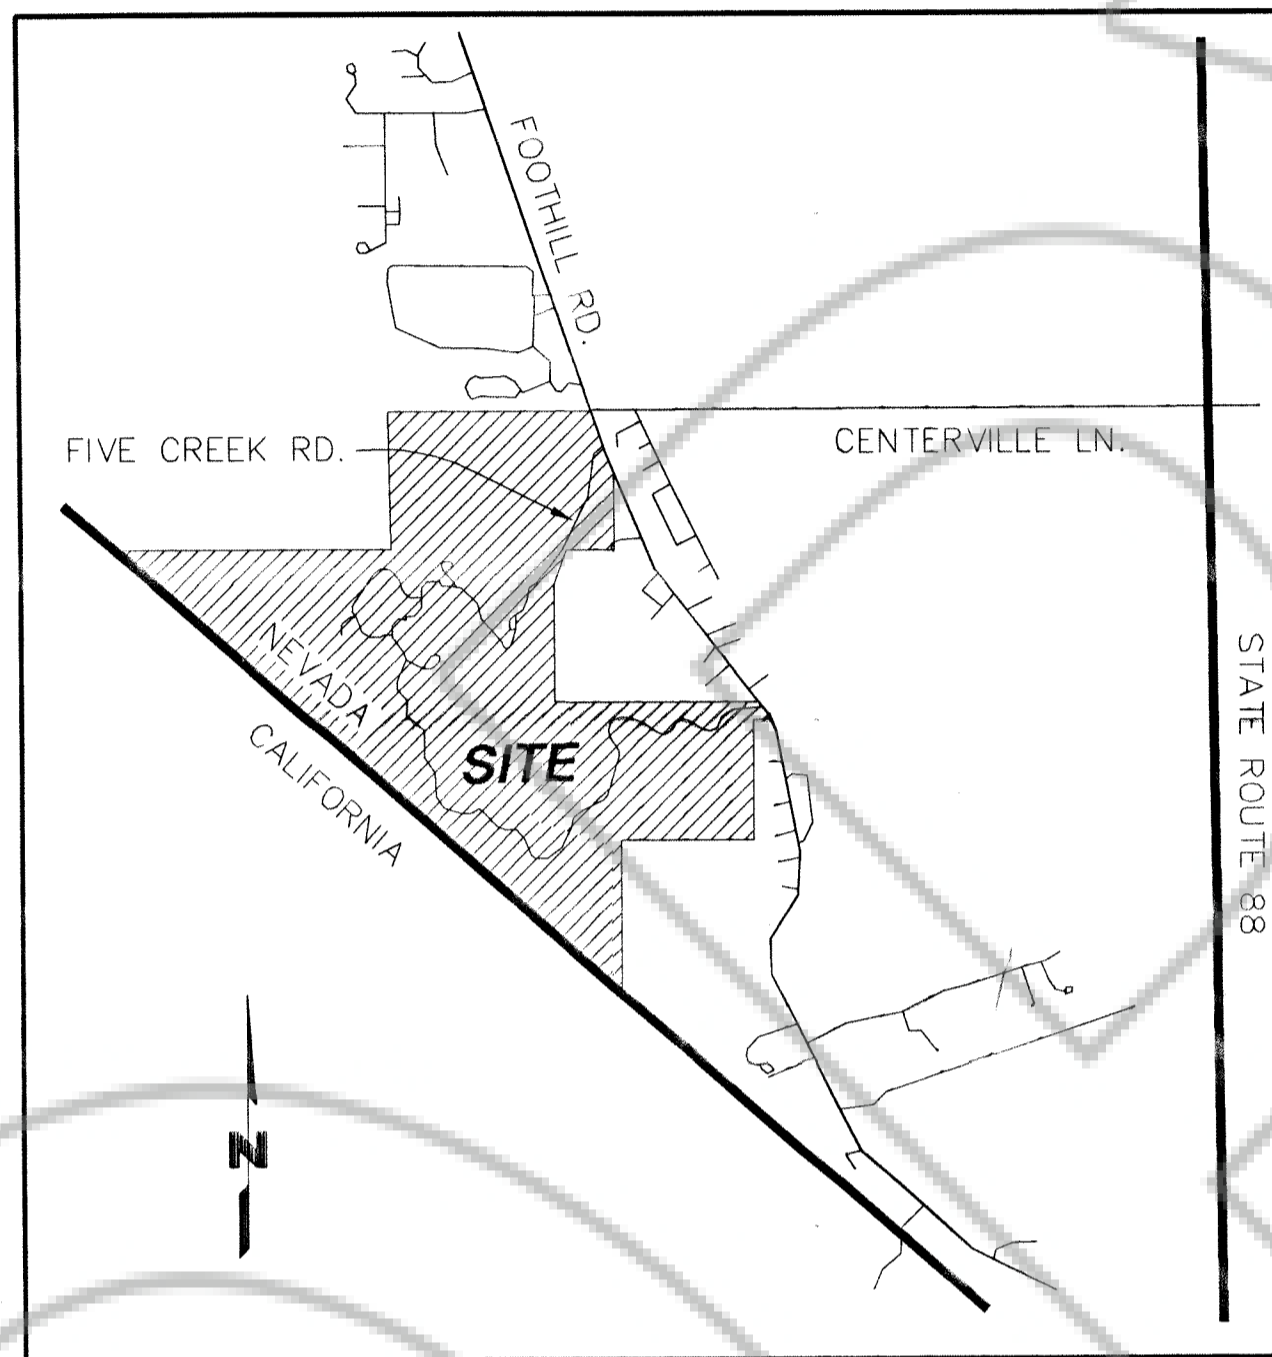 FOOTHILL RD.
FIVE CREEK RD.
CENTERVILLE LN.
NEVADA
CALIFORNIA
SITE
STATE ROUTE 88
N